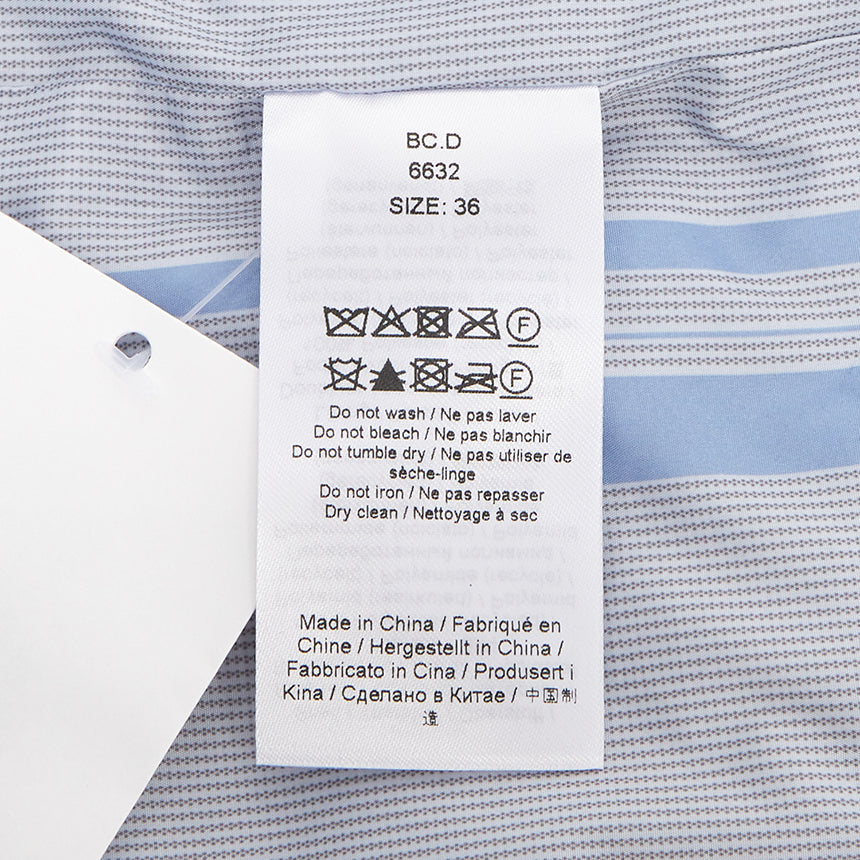 BC.D
6632
SIZE: 36
F
F
Do not wash / Ne pas laver
Do not bleach / Ne pas blanchir
Do not tumble dry / Ne pas utiliser de
sèche-linge
Do not iron / Ne pas repasser
Dry clean / Nettoyage à sec
Made in China / Fabriqué en
Chine / Hergestellt in China /
Fabbricato in Cina / Produsert i
Kina / Сделано в Китае / 中國制
造